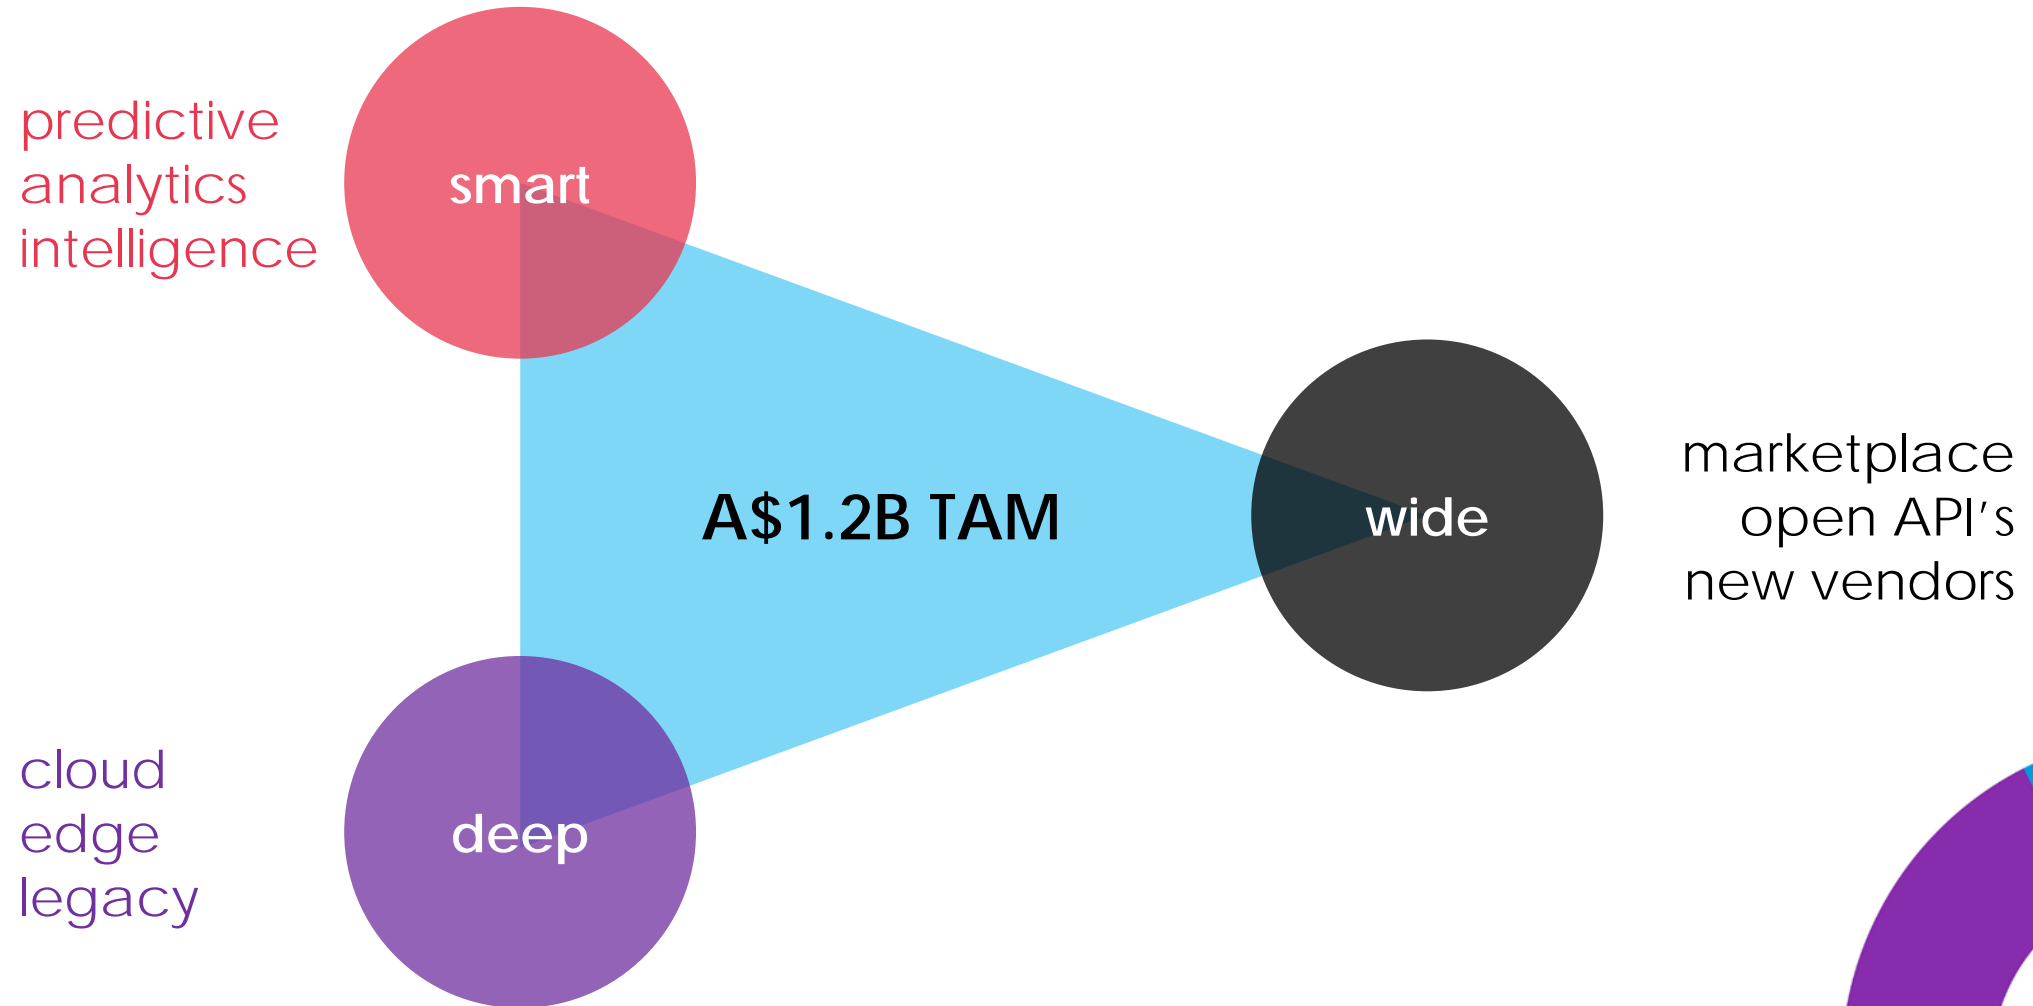 predictive
analytics
intelligence
smart
A$1.2B TAM
wide
marketplace
open API's
new vendors
cloud
edge
legacy
deep